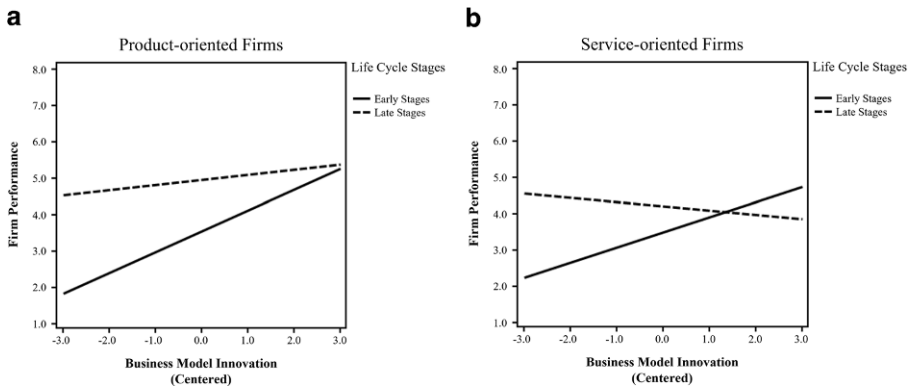 a
Product-oriented Firms
Life Cycle Stages
Early Stages
Late Stages
8.0
7.0
6.0
5.0
4.0
3.0
2.0
1.0
Firm Performance
-3.0 -2.0 -1.0 0.0 1.0 2.0 3.0
Business Model Innovation
(Centered)
b
Service-oriented Firms
Life Cycle Stages
Early Stages
Late Stages
8.0
7.0
6.0
5.0
4.0
3.0
2.0
1.0
Firm Performance
-3.0 -2.0 -1.0 0.0 1.0 2.0 3.0
Business Model Innovation
(Centered)